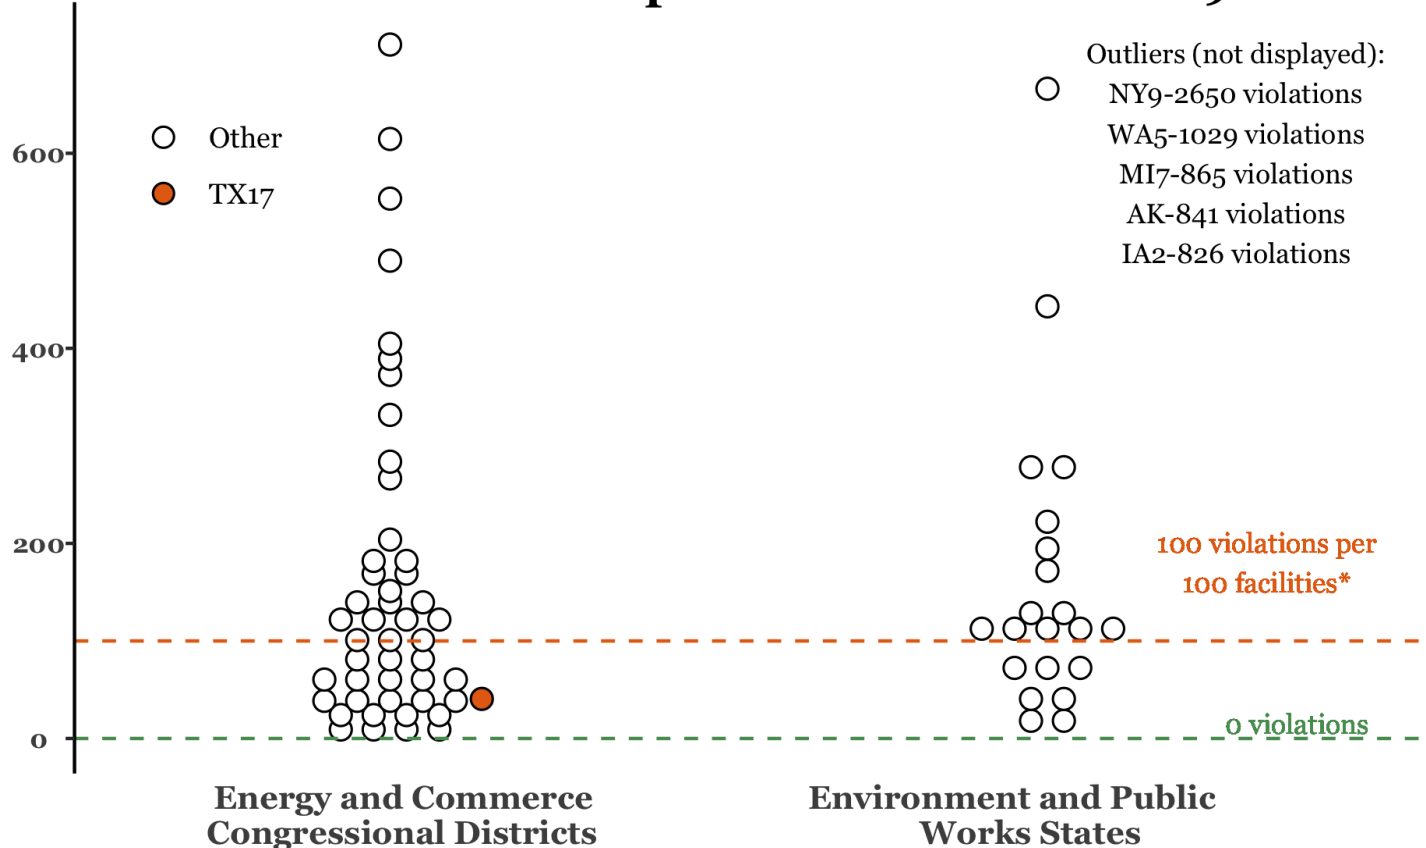 Outliers (not displayed):
NY9-2650 violations
WA5-1029 violations
MI7-865 violations
AK-841 violations
IA2-826 violations
Other
TX17
600
400
200
0
100 violations per
100 facilities*
0 violations
Energy and Commerce
Congressional Districts
Environment and Public
Works States